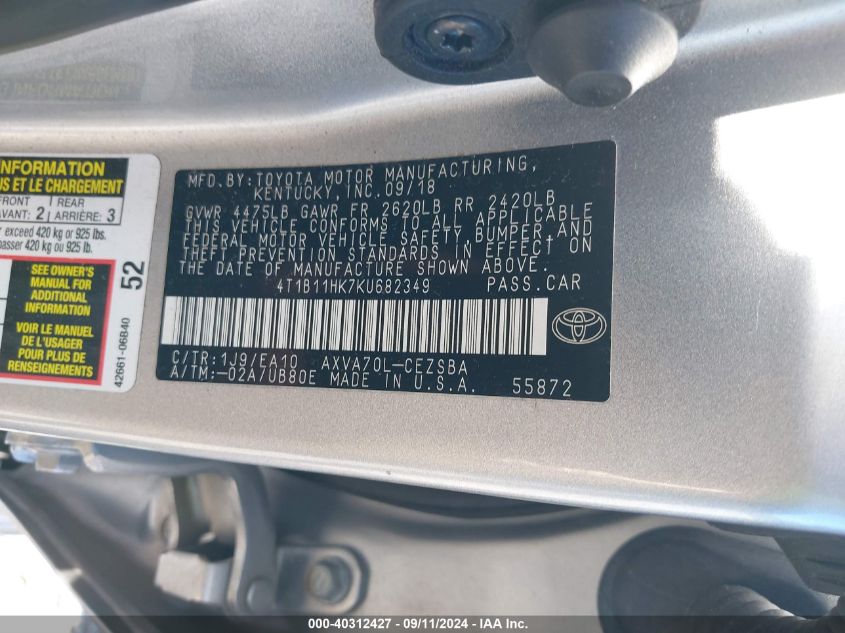 INFORMATION
US ET LE CHARGEMENT
FRONT
AVANT: 2
REAR
ARRIÈRE: 3
exceed 420 kg or 925 lbs.
passer 420 kg ou 925 lb.
SEE OWNER'S
MANUAL FOR
ADDITIONAL
INFORMATION
VOIR LE MANUEL
DE L'USAGER
POUR PLUS DE
RENSEIGNEMENTS
52
42661-06B40
MFD.BY:TOYOTA MOTOR MANUFACTURING,
KENTUCKY, INC.09/18
GVWR 4475LB GAWR FR 2620LB RR 2420LB
THIS VEHICLE CONFORMS TO ALL APPLICABLE
FEDERAL MOTOR VEHICLE SAFETY,BUMPER AND
THEFT PREVENTION STANDARDS IN EFFECT ON
THE DATE OF MANUFACTURE SHOWN ABOVE.
4T1B11HK7KU682349 PASS.CAR
C/TR:1J9/EA10 AXVA70L-CEZSBA
A/TM:-02A/UB80E MADE IN U.S.A. 55872
000-40312427 - 09/11/2024 - IAA Inc.